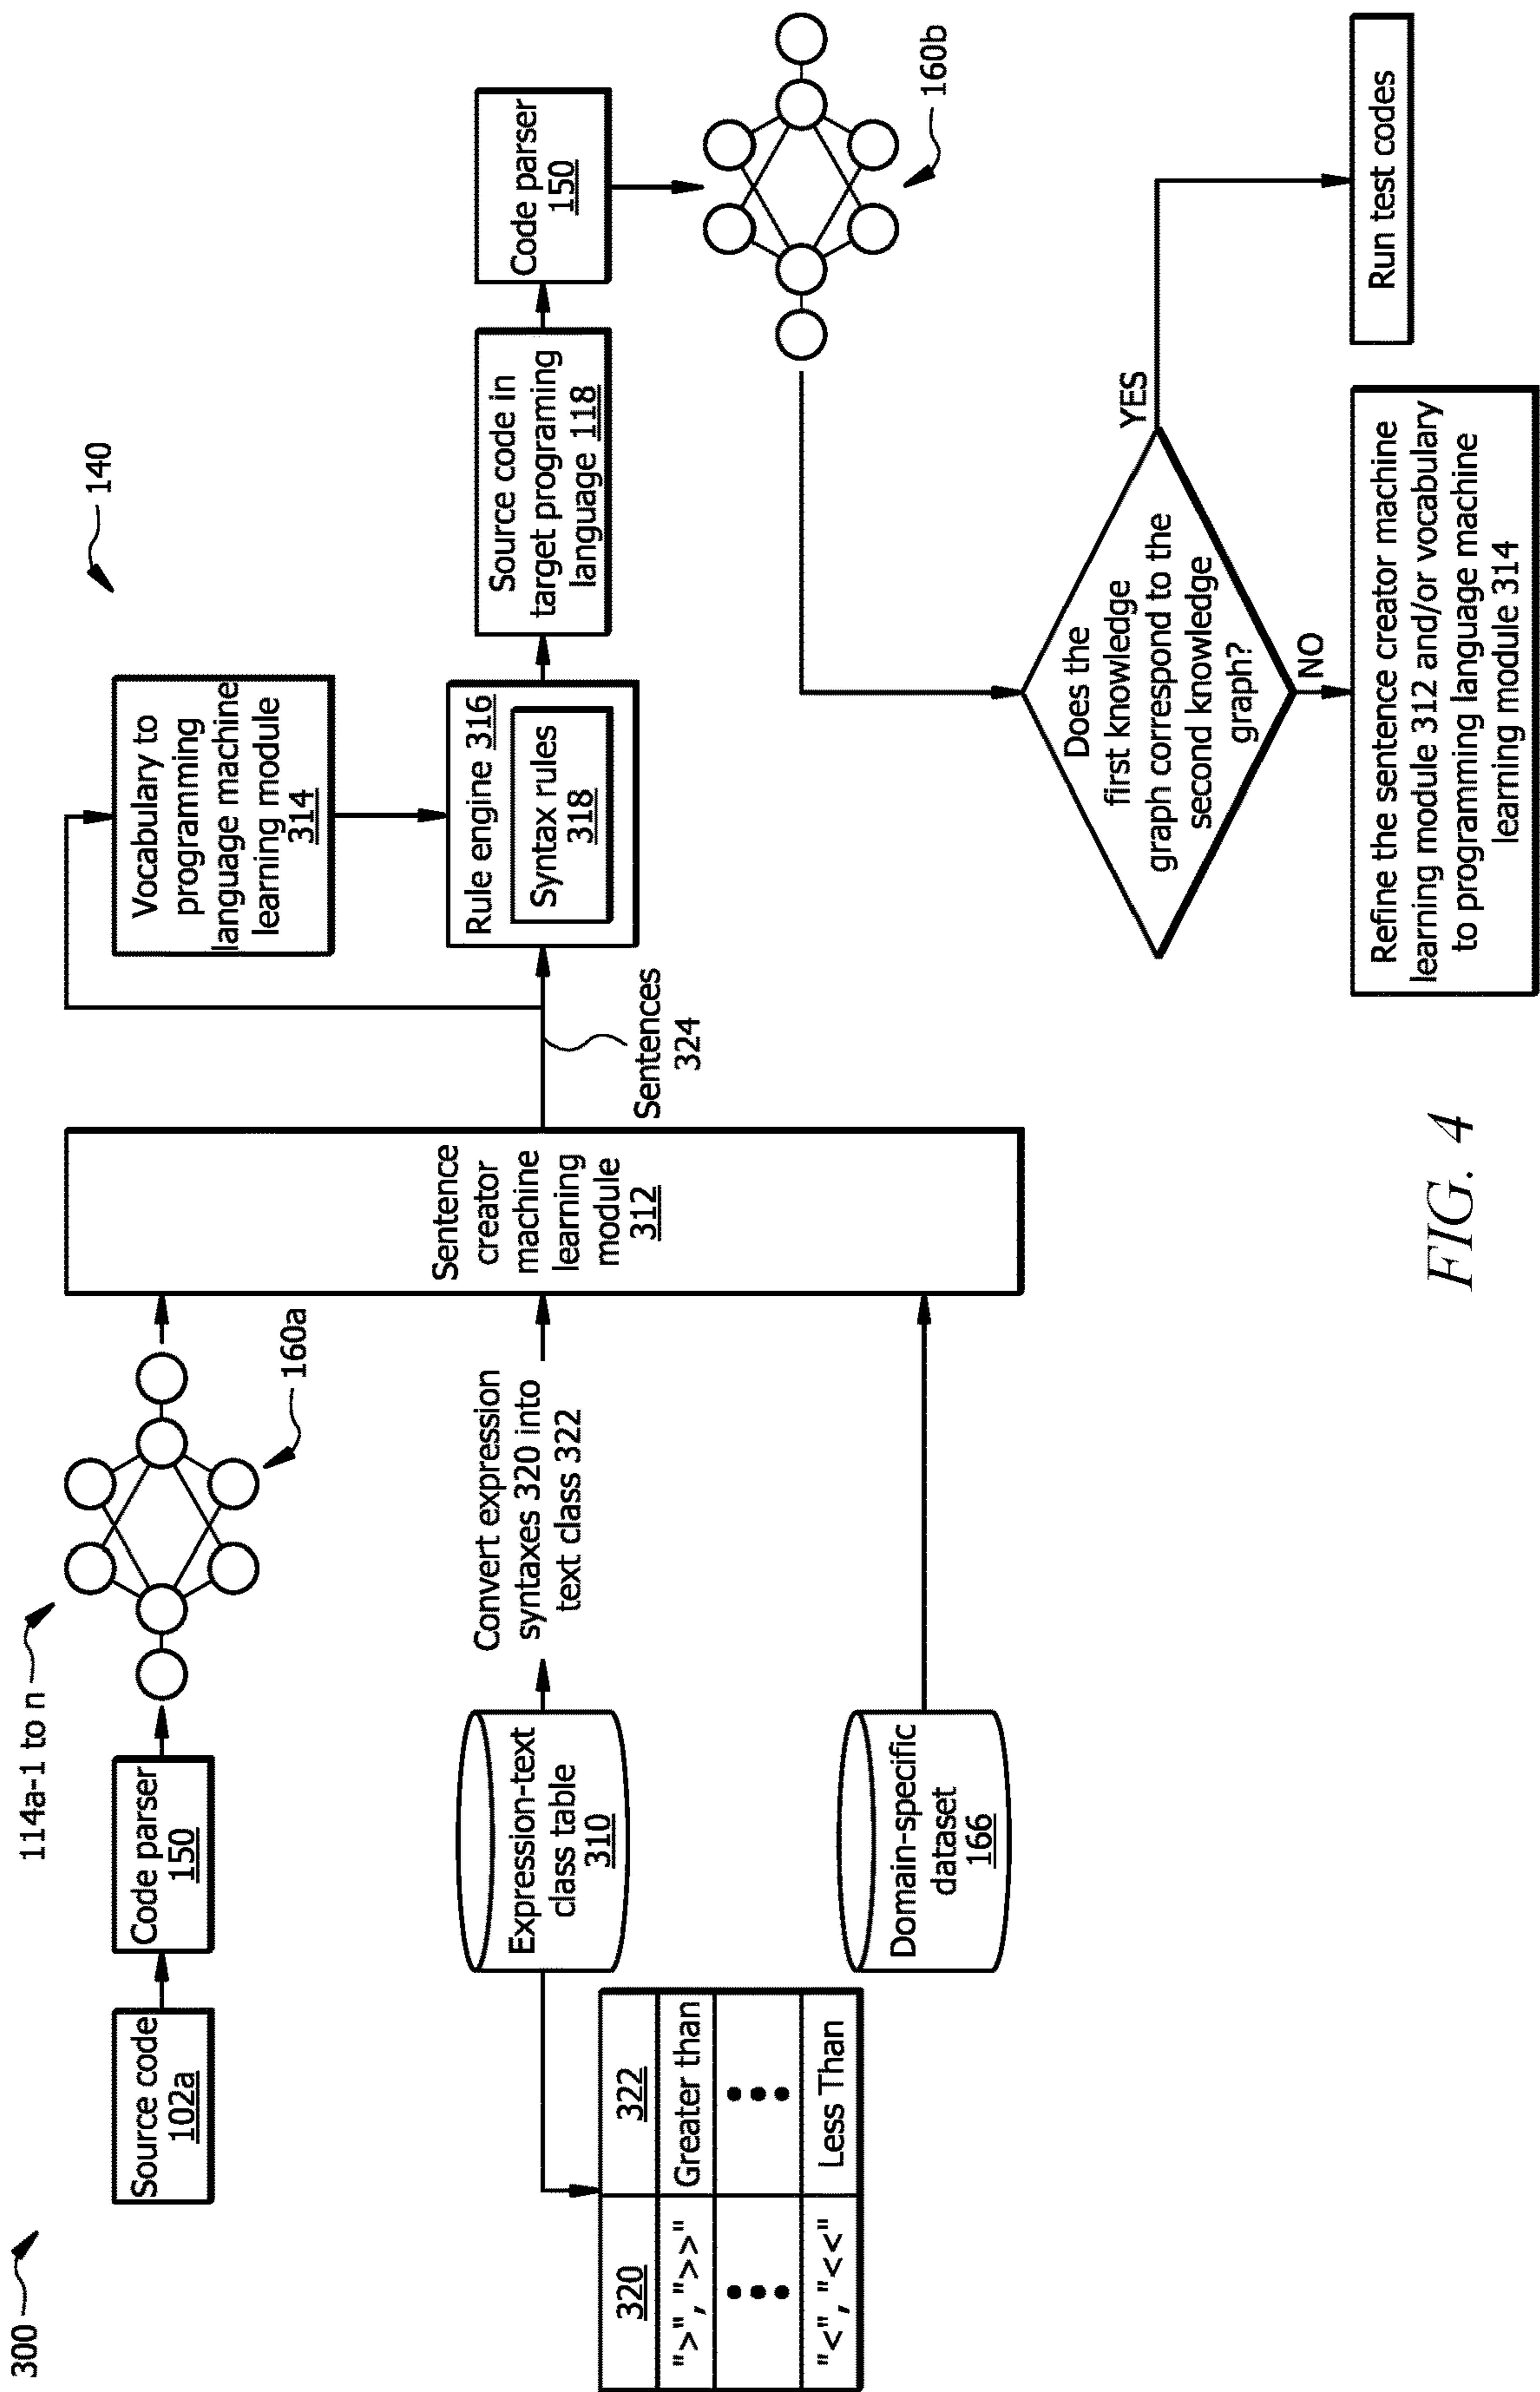 300
140
Source code
102a
Code parser
150
114a-1 to n
160a
Expression-text
class table
310
Convert expression
syntaxes 320 into
text class 322
320
322
">", ">>"
Greater than
"<", "<<"
Less Than
Domain-specific
dataset
166
Sentence
creator
machine
learning
module
312
Sentences
324
Vocabulary to
programming
language machine
learning module
314
Rule engine 316
Syntax rules
318
Source code in
target programing
language 118
Code parser
150
160b
Does the
first knowledge
graph correspond to the
second knowledge
graph?
YES
NO
Run test codes
Refine the sentence creator machine
learning module 312 and/or vocabulary
to programming language machine
learning module 314
FIG. 4